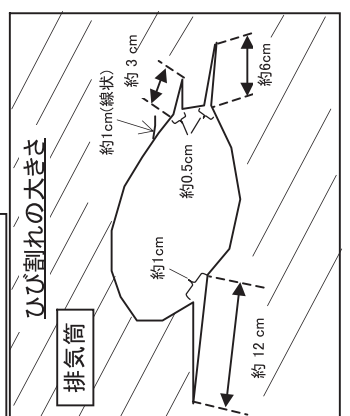 ひび割れの大きさ
排気筒
約1cm(線状)
約 3 cm
約6cm
約0.5cm
約1cm
約 12 cm